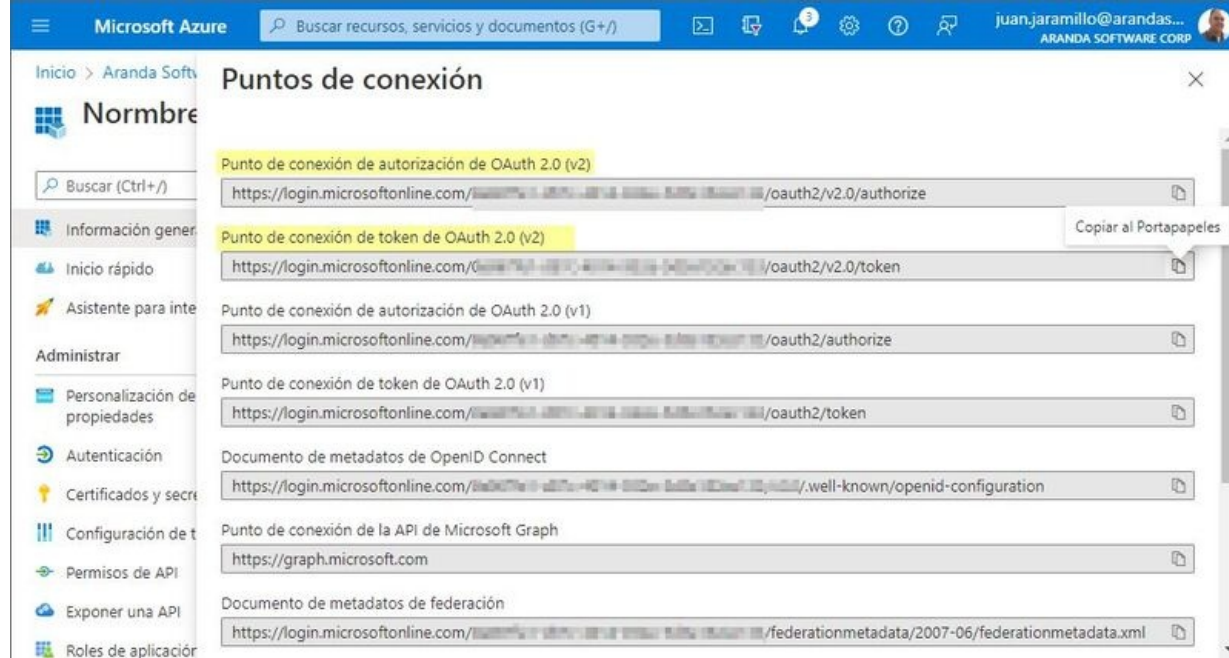 Microsoft Azure
Buscar recursos, servicios y documentos (G+/)
3
juan.jaramillo@arandas...
ARANDA SOFTWARE CORP
Inicio > Aranda Softw
Normbre
Buscar (Ctrl+/)
Información gener
Inicio rápido
Asistente para inte
Administrar
Personalización de
propiedades
Autenticación
Certificados y secre
Configuración de t
Permisos de API
Exponer una API
Roles de aplicación
Puntos de conexión
Punto de conexión de autorización de OAuth 2.0 (v2)
https://login.microsoftonline.com/ /oauth2/v2.0/authorize
Copiar al Portapapeles
Punto de conexión de token de OAuth 2.0 (v2)
https://login.microsoftonline.com/ /oauth2/v2.0/token
Punto de conexión de autorización de OAuth 2.0 (v1)
https://login.microsoftonline.com/ /oauth2/authorize
Punto de conexión de token de OAuth 2.0 (v1)
https://login.microsoftonline.com/ /oauth2/token
Documento de metadatos de OpenID Connect
https://login.microsoftonline.com/ /.well-known/openid-configuration
Punto de conexión de la API de Microsoft Graph
https://graph.microsoft.com
Documento de metadatos de federación
https://login.microsoftonline.com/ /federationmetadata/2007-06/federationmetadata.xml